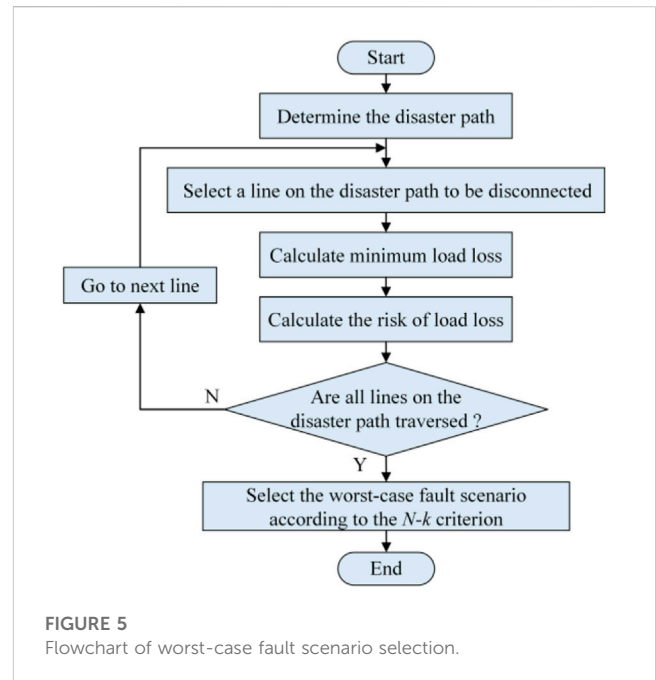 Start
Determine the disaster path
Select a line on the disaster path to be disconnected
Calculate minimum load loss
Go to next line
Calculate the risk of load loss
N
Are all lines on the
disaster path traversed ?
Y
Select the worst-case fault scenario
according to the N-k criterion
End
FIGURE 5
Flowchart of worst-case fault scenario selection.